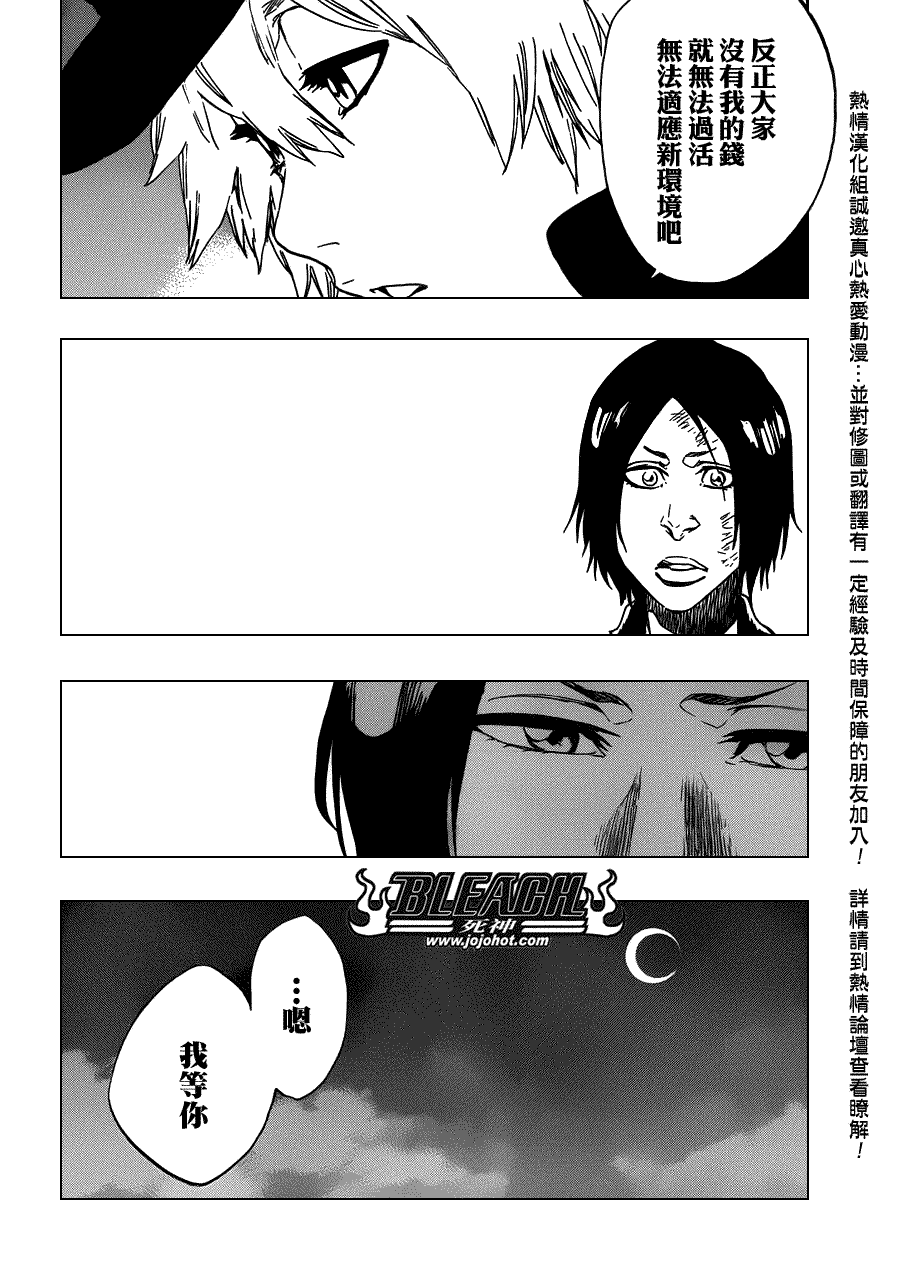 反正大家
沒有我的錢
就無法過活
無法適應新環境吧
BLEACH
死神
www.jojohot.com
…嗯
我等你
熱情漢化組誠邀真心熱愛動漫…並對修圖或翻譯有一定經驗及時間保障的朋友加入！ 詳情請到熱情論壇查看瞭解！